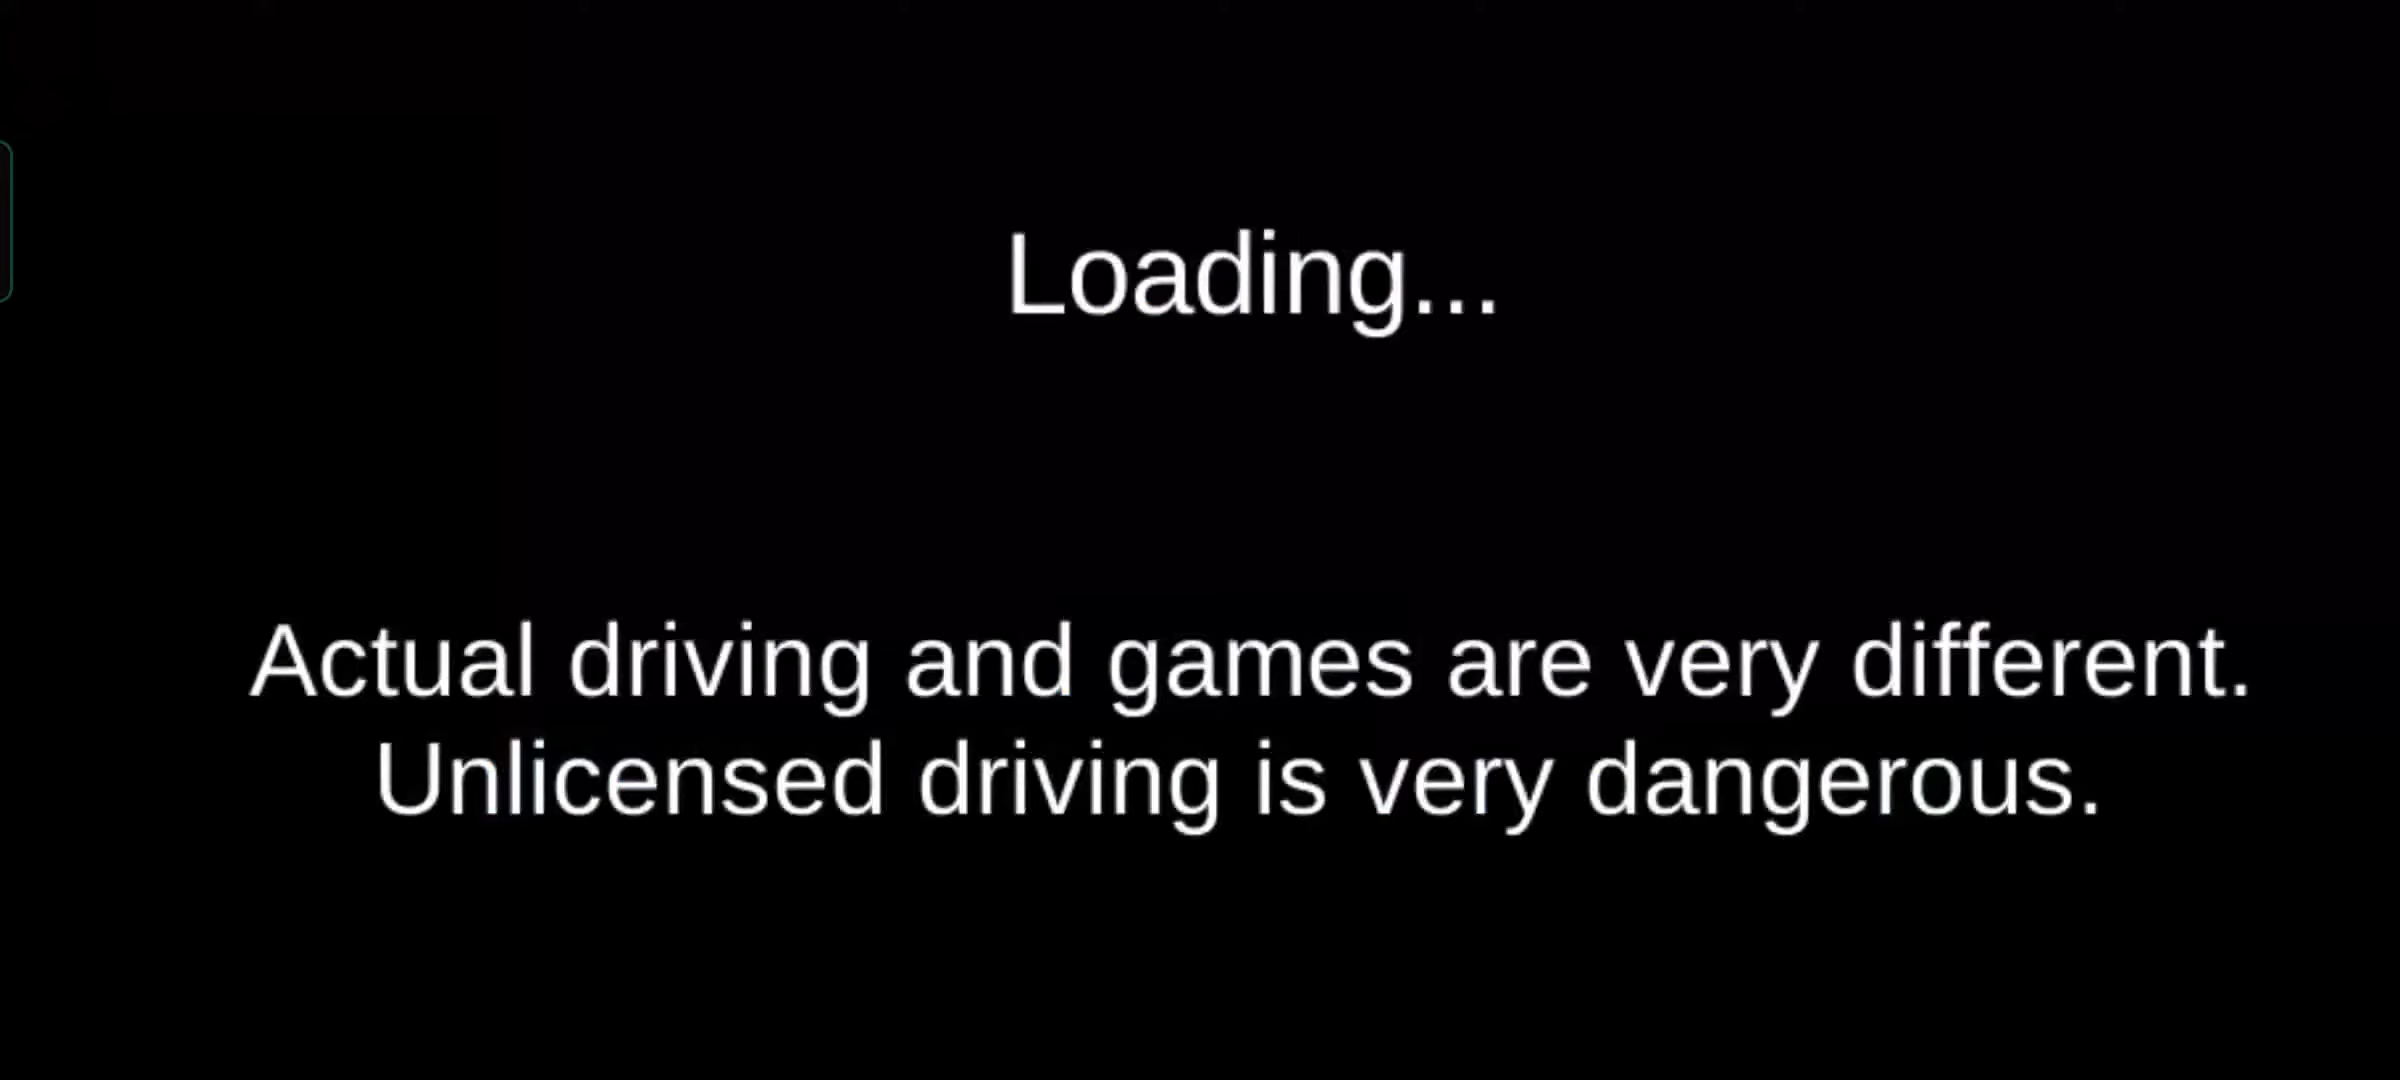 Loading...
Actual driving and games are very different.
Unlicensed driving is very dangerous.